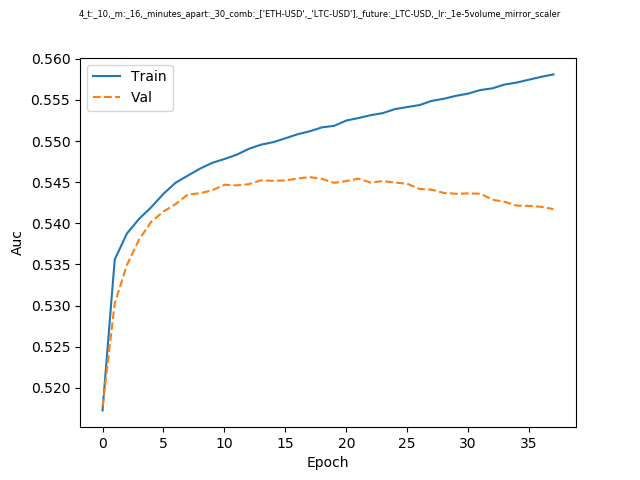 4_t:_10,_m:_16,_minutes_apart:_30_comb:_['ETH-USD',_'LTC-USD'],_future:_LTC-USD,_lr:_1e-5volume_mirror_scaler
Train
Val
0.560
0.555
0.550
0.545
0.540
0.535
0.530
0.525
0.520
Auc
0 5 10 15 20 25 30 35
Epoch